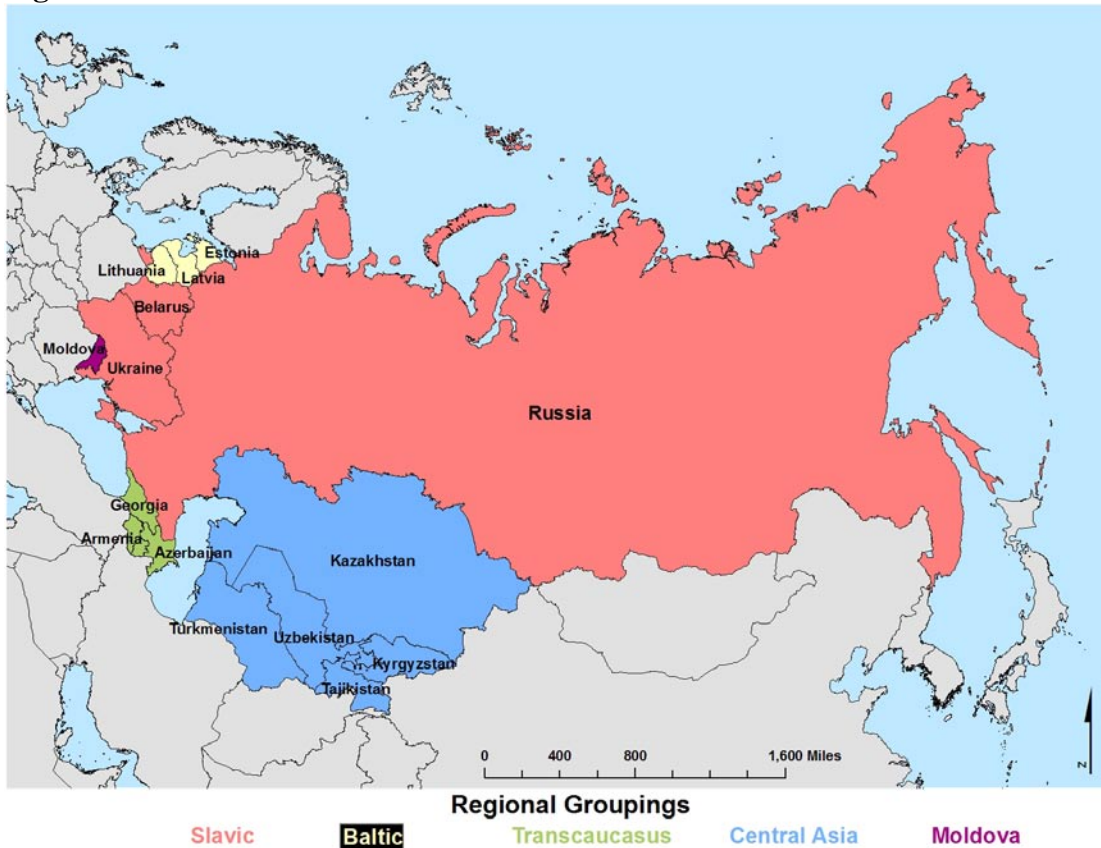 Estonia
Lithuania
Latvia
Belarus
Moldova
Ukraine
Russia
Georgia
Armenia
Azerbaijan
Kazakhstan
Turkmenistan
Uzbekistan
Kyrgyzstan
Tajikistan
0 400 800 1,600 Miles
N
Regional Groupings
Slavic Baltic Transcaucasus Central Asia Moldova